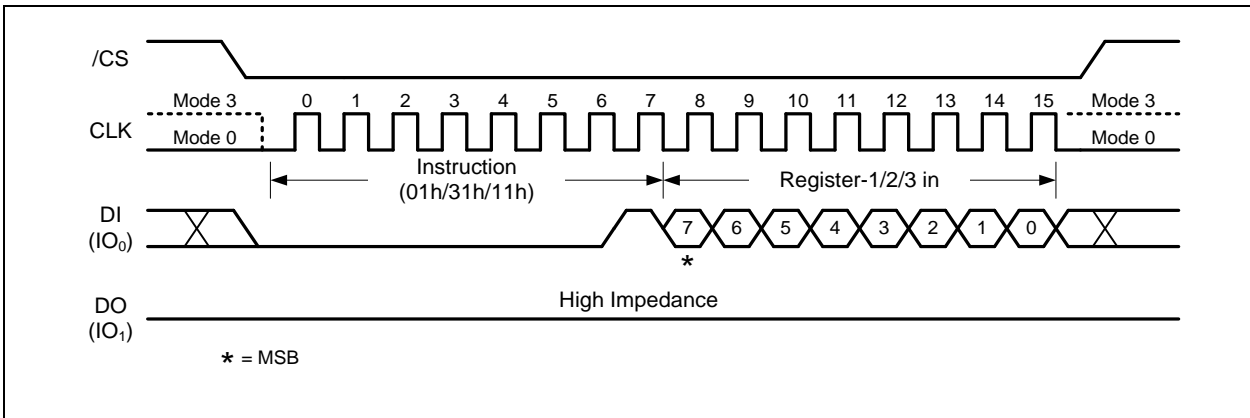 /CS
Mode 3 0 1 2 3 4 5 6 7 8 9 10 11 12 13 14 15 Mode 3
CLK
Mode 0 Mode 0
Instruction
(01h/31h/11h)
Register-1/2/3 in
DI
(IO₀)
7 6 5 4 3 2 1 0
*
High Impedance
DO
(IO₁)
* = MSB